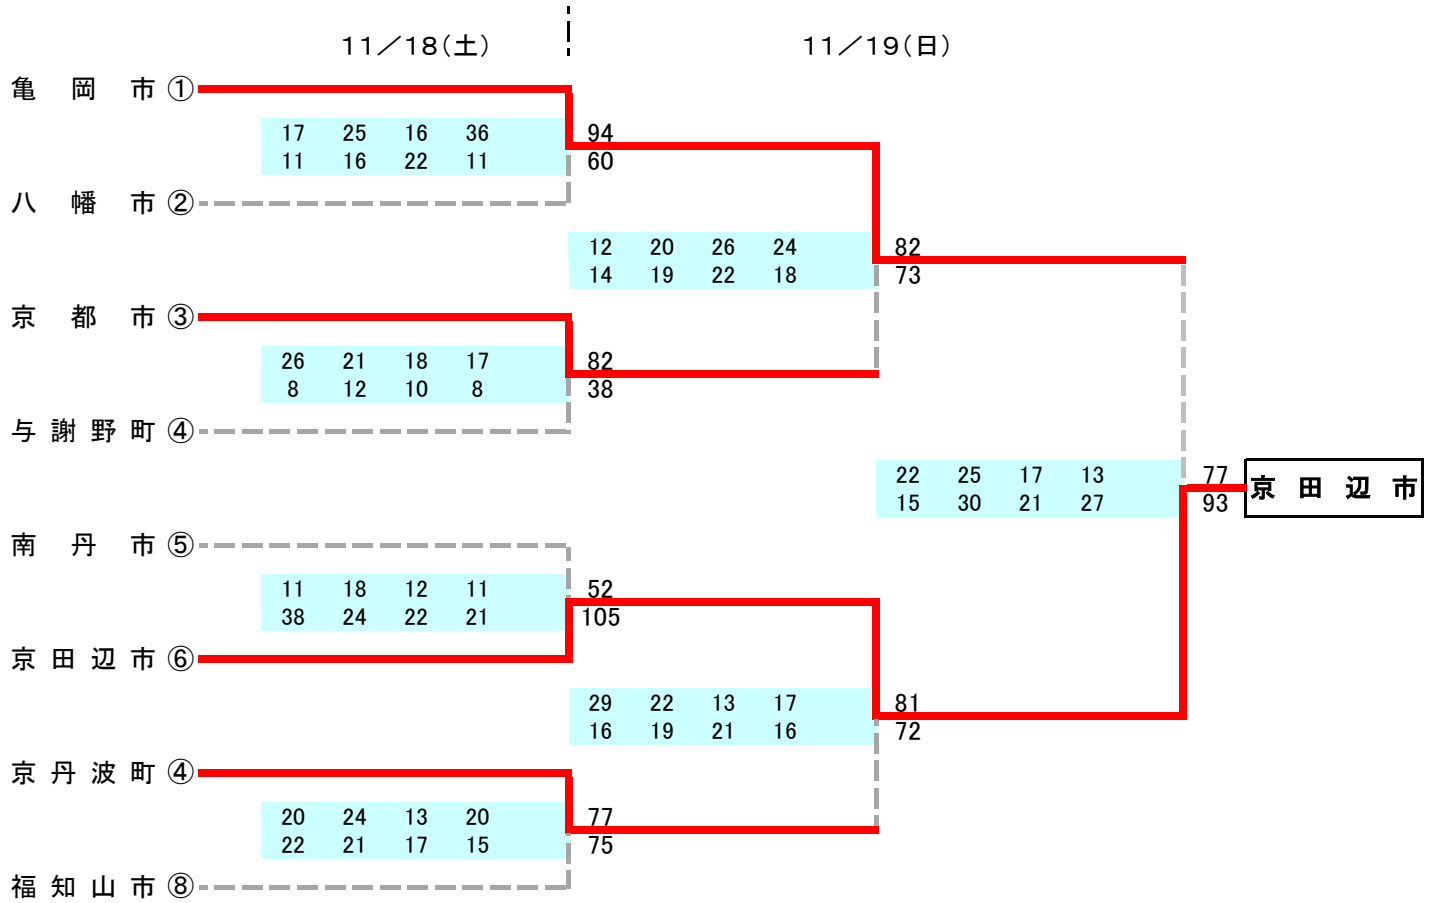 11／18（土） 11／19（日）
亀岡市①
17 25 16 36 94
11 16 22 11 60
八幡市②
12 20 26 24 82
14 19 22 18 73
京都市③
26 21 18 17 82
8 12 10 8 38
与謝野町④
22 25 17 13 77
15 30 21 27 93
京田辺市
南丹市⑤
11 18 12 11 52
38 24 22 21 105
京田辺市⑥
29 22 13 17 81
16 19 21 16 72
京丹波町④
20 24 13 20 77
22 21 17 15 75
福知山市⑧